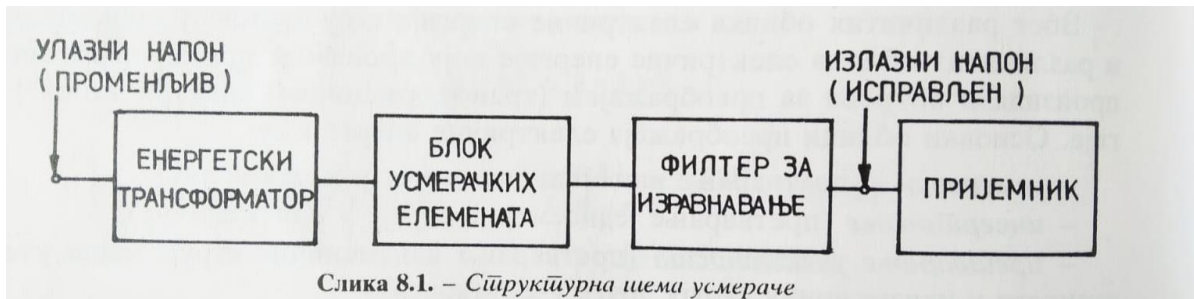 УЛАЗНИ НАПОН
(ПРОМЕНЉИВ)
ИЗЛАЗНИ НАПОН
(ИСПРАВЉЕН)
ЕНЕРГЕТСКИ
ТРАНСФОРМАТОР
БЛОК
УСМЕРАЧКИХ
ЕЛЕМЕНАТА
ФИЛТЕР ЗА
ИЗРАВНАВАЊЕ
ПРИЈЕМНИК
Слика 8.1. – Структурна шема усмераче